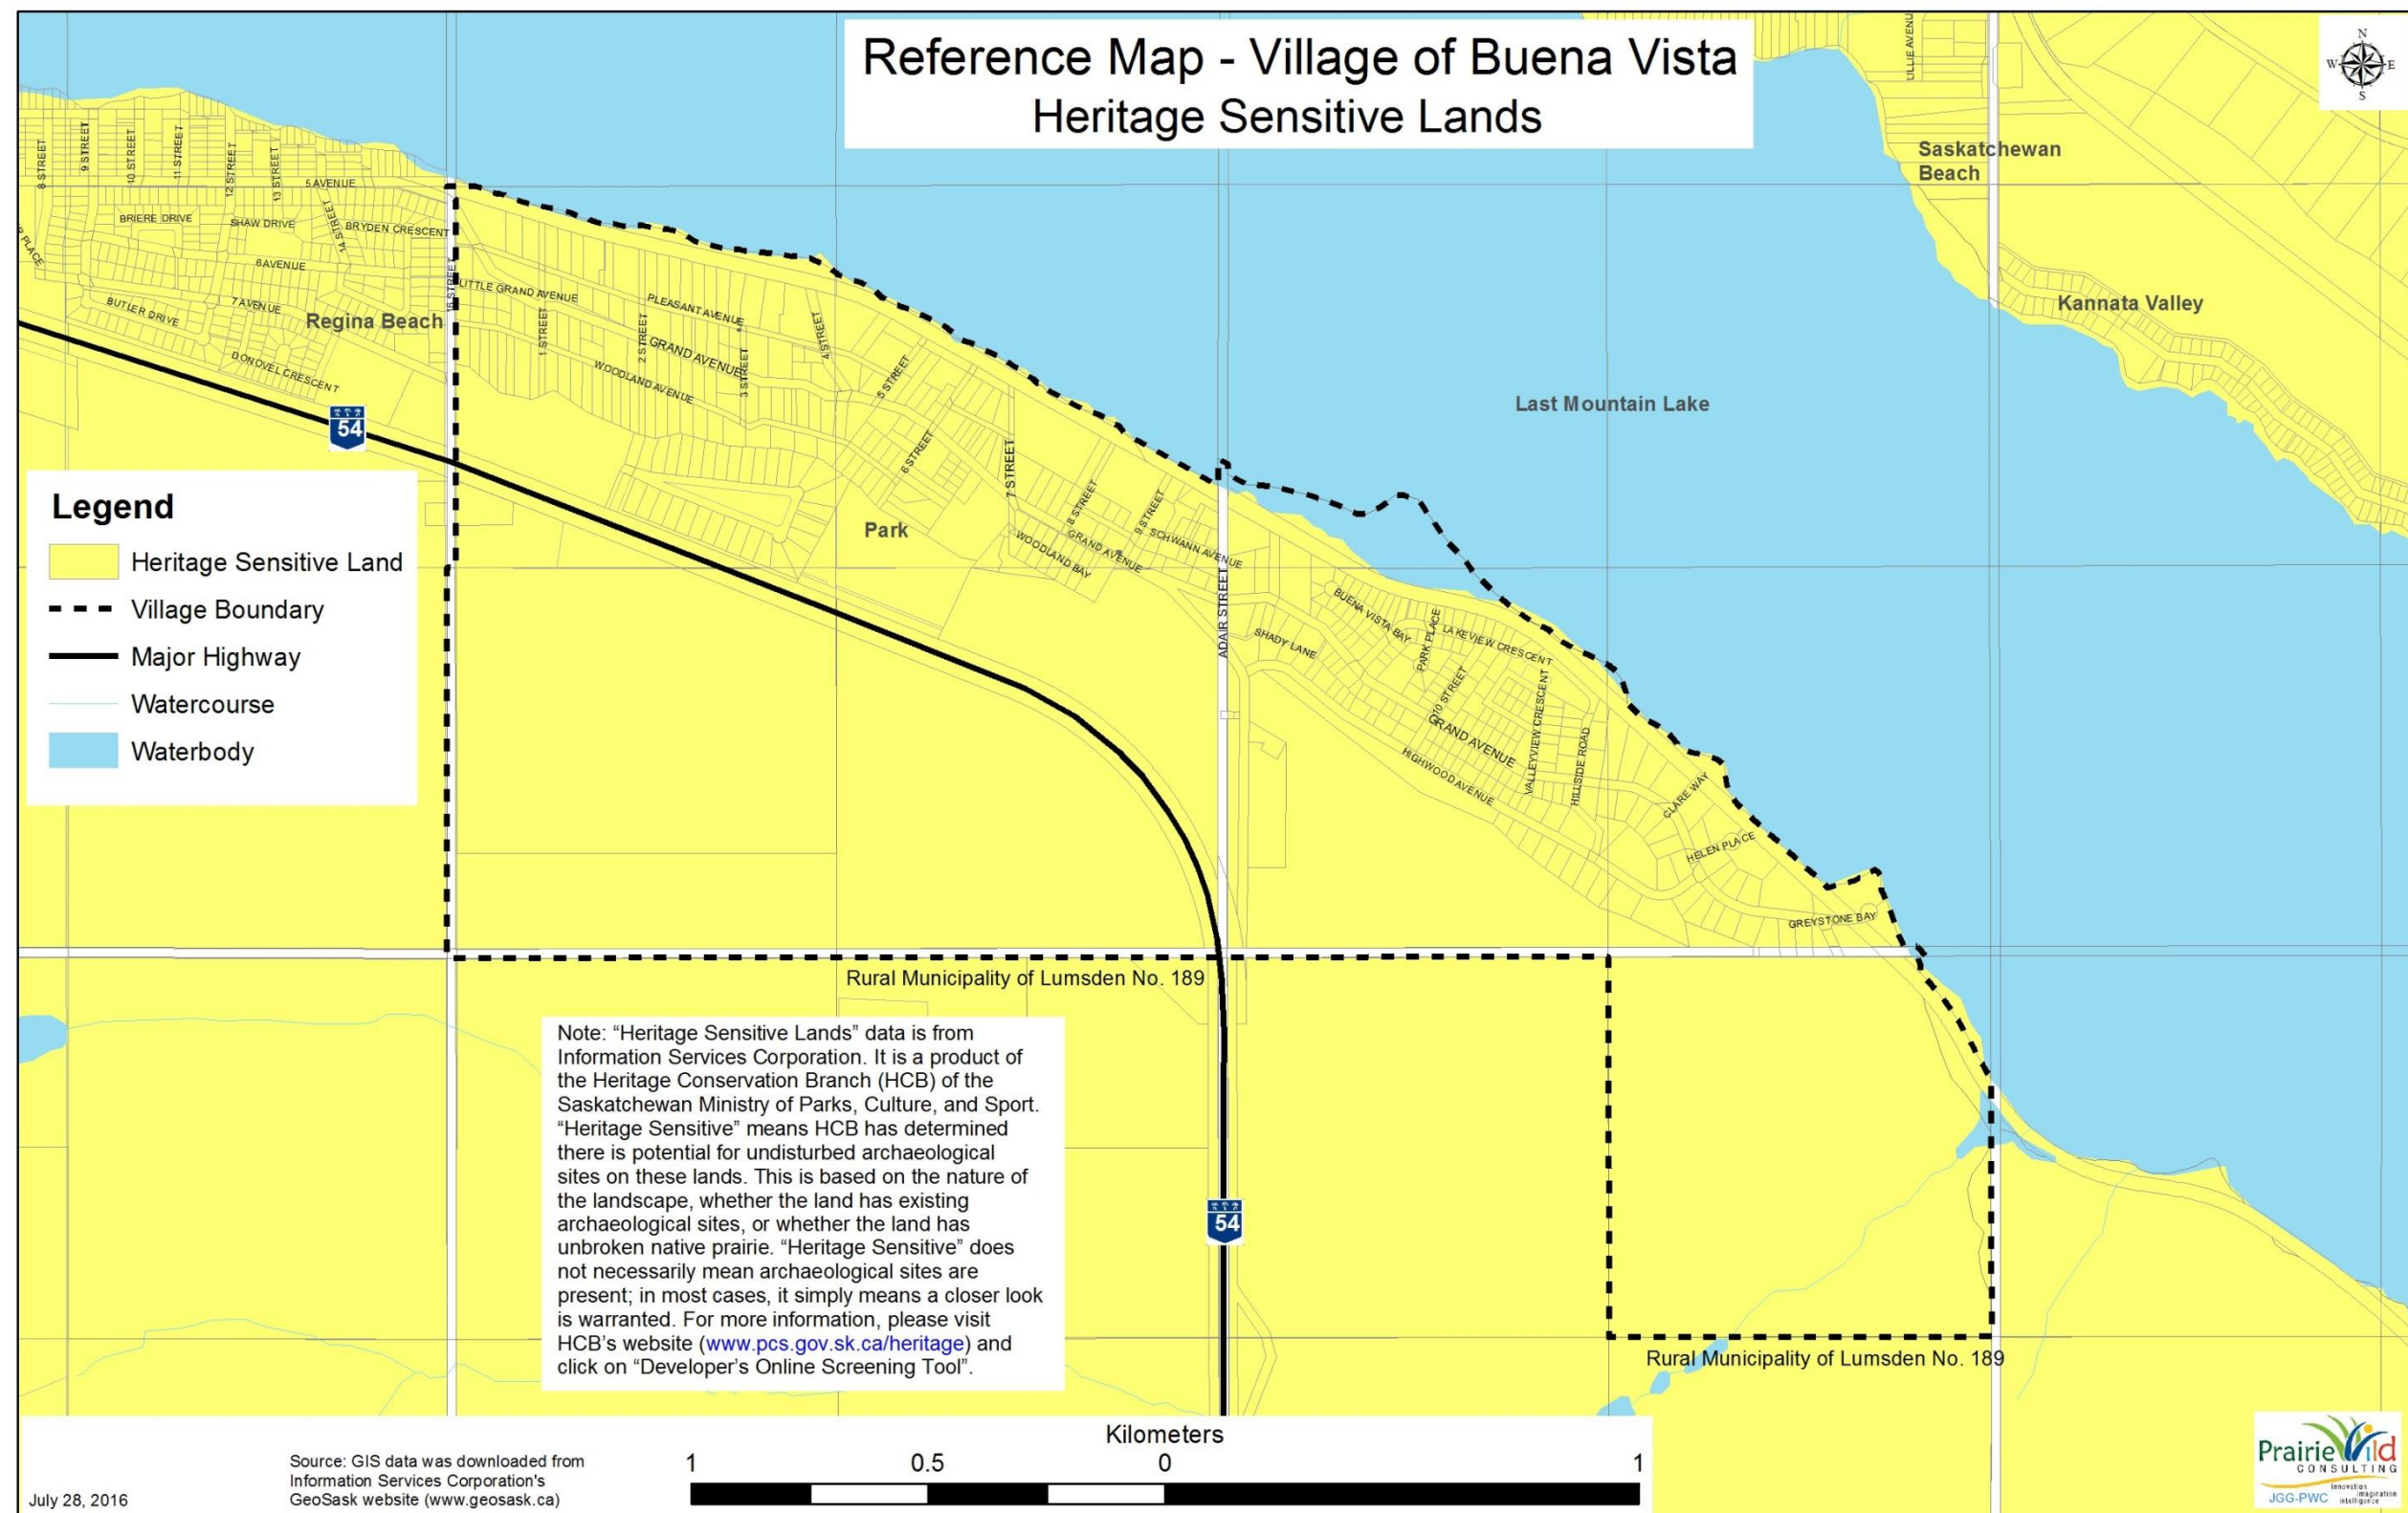 Reference Map - Village of Buena Vista
Heritage Sensitive Lands
N
W
E
S
LILLIE AVENU
Saskatchewan
Beach
Kannata Valley
Last Mountain Lake
8 STREET
9 STREET
10 STREET
11 STREET
12 STREET
13 STREET
5 AVENUE
BRIERE DRIVE
SHAW DRIVE
14 STREET
BRYDEN CRESCENT
PLACE
6 AVENUE
16 STREET
7 AVENUE
BUTLER DRIVE
Regina Beach
DONOVEL CRESCENT
54
LITTLE GRAND AVENUE
PLEASANT AVENUE
1 STREET
2 STREET
GRAND AVENUE
3 STREET
4 STREET
WOODLAND AVENUE
5 STREET
6 STREET
7 STREET
Park
8 STREET
9 STREET
SCHWANN AVENUE
GRAND AVENUE
WOODLAND BAY
ADAIR STREET
SHADY LANE
BUENA VISTA BAY
PARK PLACE
LAKEVIEW CRESCENT
10 STREET
GRAND AVENUE
VALLEYVIEW CRESCENT
HILLSIDE ROAD
HIGHWOOD AVENUE
CLARE WAY
HELEN PLACE
GREYSTONE BAY
Legend
Heritage Sensitive Land
Village Boundary
Major Highway
Watercourse
Waterbody
Rural Municipality of Lumsden No. 189
Note: “Heritage Sensitive Lands” data is from
Information Services Corporation. It is a product of
the Heritage Conservation Branch (HCB) of the
Saskatchewan Ministry of Parks, Culture, and Sport.
“Heritage Sensitive” means HCB has determined
there is potential for undisturbed archaeological
sites on these lands. This is based on the nature of
the landscape, whether the land has existing
archaeological sites, or whether the land has
unbroken native prairie. “Heritage Sensitive” does
not necessarily mean archaeological sites are
present; in most cases, it simply means a closer look
is warranted. For more information, please visit
HCB’s website (www.pcs.gov.sk.ca/heritage) and
click on “Developer’s Online Screening Tool”.
54
Rural Municipality of Lumsden No. 189
Kilometers
1 0.5 0 1
Source: GIS data was downloaded from
Information Services Corporation's
GeoSask website (www.geosask.ca)
July 28, 2016
Prairie Wild
CONSULTING
JGG-PWC
innovation
imagination
intelligence